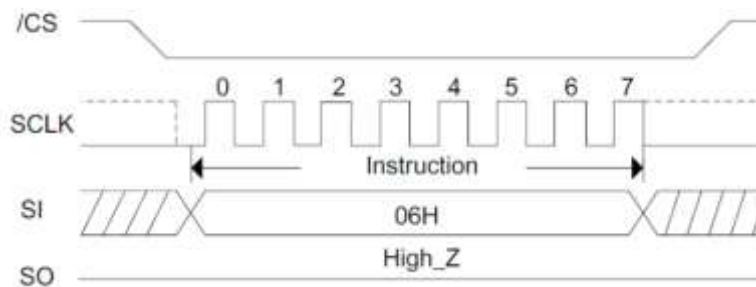 /CS
0 1 2 3 4 5 6 7
SCLK
Instruction
SI
06H
High_Z
SO